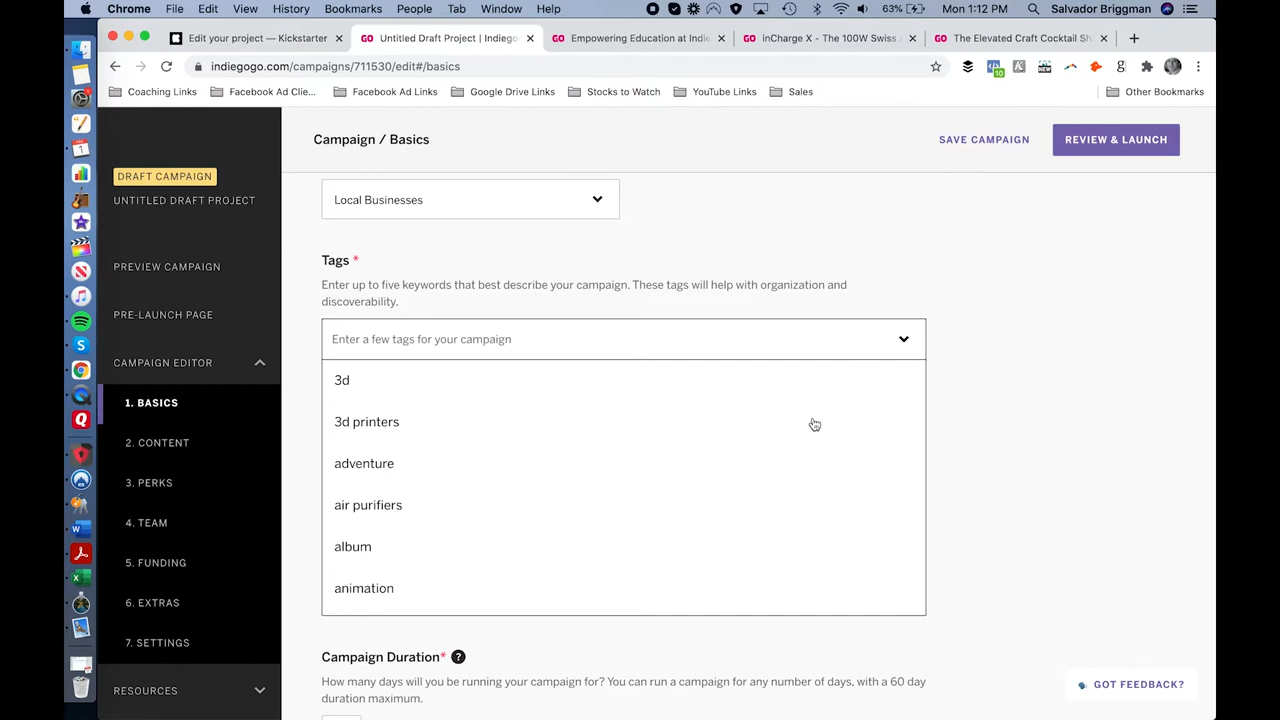 Chrome File Edit View History Bookmarks People Tab Window Help 63% Mon 1:12 PM Salvador Briggman
Edit your project — Kickstarter
Untitled Draft Project | Indiego
Empowering Education at Indie
inCharge X - The 100W Swiss A
The Elevated Craft Cocktail Sh
indiegogo.com/campaigns/711530/edit#/basics
10
Coaching Links Facebook Ad Clie... Facebook Ad Links Google Drive Links Stocks to Watch YouTube Links Sales Other Bookmarks
Campaign / Basics
SAVE CAMPAIGN
REVIEW & LAUNCH
DRAFT CAMPAIGN
UNTITLED DRAFT PROJECT
PREVIEW CAMPAIGN
PRE-LAUNCH PAGE
CAMPAIGN EDITOR
1. BASICS
2. CONTENT
3. PERKS
4. TEAM
5. FUNDING
6. EXTRAS
7. SETTINGS
RESOURCES
Local Businesses
Tags *
Enter up to five keywords that best describe your campaign. These tags will help with organization and
discoverability.
Enter a few tags for your campaign
3d
3d printers
adventure
air purifiers
album
animation
Campaign Duration* ?
How many days will you be running your campaign for? You can run a campaign for any number of days, with a 60 day
duration maximum.
GOT FEEDBACK?